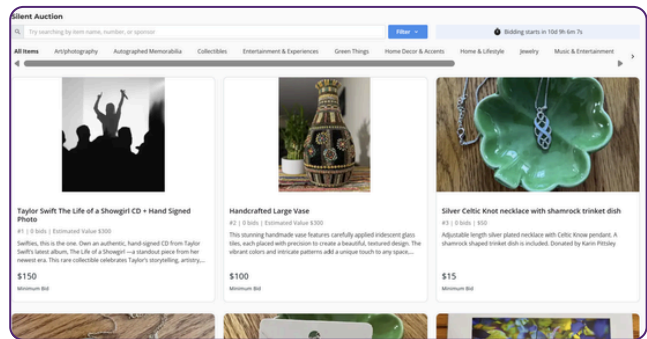 Silent Auction
Try searching by item name, number, or sponsor
Filter
Bidding starts in 10d 9h 6m 7s
All Items
Art/photography
Autographed Memorabilia
Collectibles
Entertainment & Experiences
Green Things
Home Decor & Accents
Home & Lifestyle
Jewelry
Music & Entertainment
Taylor Swift The Life of a Showgirl CD + Hand Signed
Photo
#1 | 0 bids | Estimated Value $300
Swifties, this is the one. Own an authentic, hand signed CD from Taylor
Swift's latest album, The Life of a Showgirl —a standout piece from her
newest era. This rare collectible celebrates Taylor's storytelling, artistry,...
$150
Minimum Bid
Handcrafted Large Vase
#2 | 0 bids | Estimated Value $300
This stunning handmade vase features carefully applied iridescent glass
tiles, each placed with precision to create a beautiful, textured design. The
vibrant colors and intricate patterns add a unique touch to any space,...
$100
Minimum Bid
Silver Celtic Knot necklace with shamrock trinket dish
#3 | 0 bids | $50
Adjustable length silver plated necklace with Celtic Know pendant. A
shamrock shaped trinket dish is included. Donated by Karin Pittsley
$15
Minimum Bid